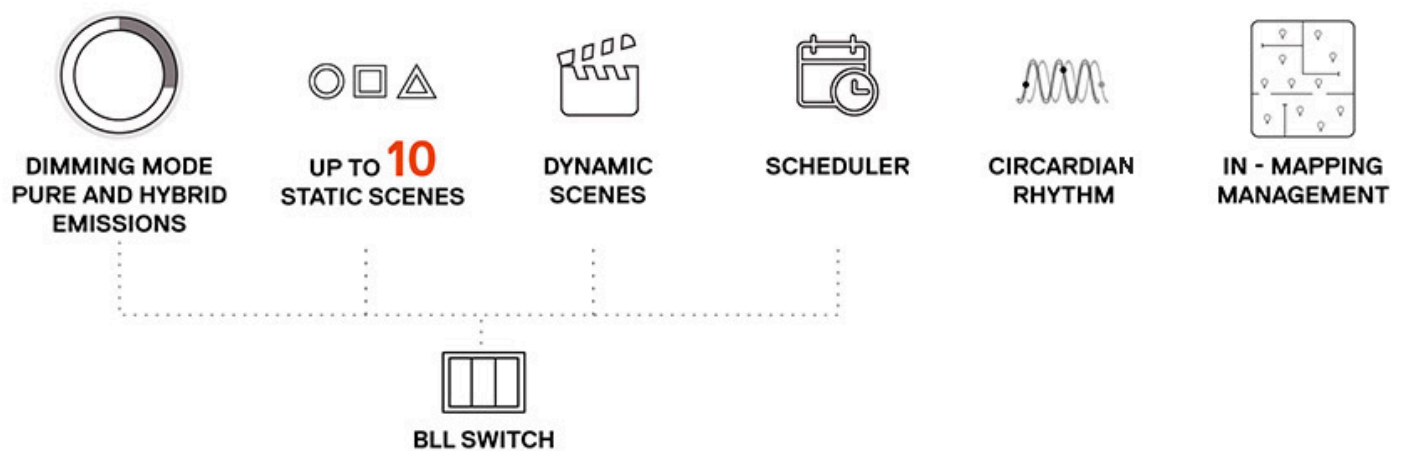 DIMMING MODE
PURE AND HYBRID
EMISSIONS
UP TO 10
STATIC SCENES
DYNAMIC
SCENES
SCHEDULER
CIRCARDIAN
RHYTHM
IN - MAPPING
MANAGEMENT
BLL SWITCH